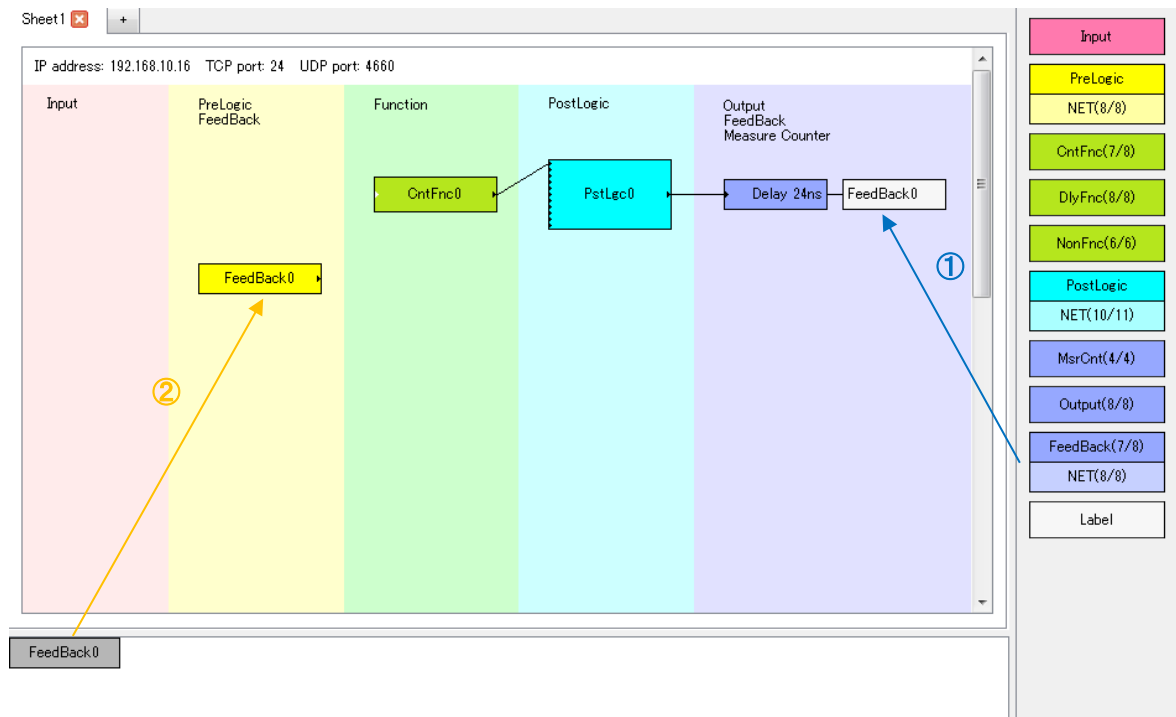 Sheet1
+
IP address: 192.168.10.16 TCP port: 24 UDP port: 4660
Input
PreLogic
FeedBack
Function
PostLogic
Output
FeedBack
Measure Counter
CntFnc0
PstLgc0
Delay 24ns
FeedBack0
FeedBack0
①
②
FeedBack0
Input
PreLogic
NET(8/8)
CntFnc(7/8)
DlyFnc(8/8)
NonFnc(6/6)
PostLogic
NET(10/11)
MsrCnt(4/4)
Output(8/8)
FeedBack(7/8)
NET(8/8)
Label